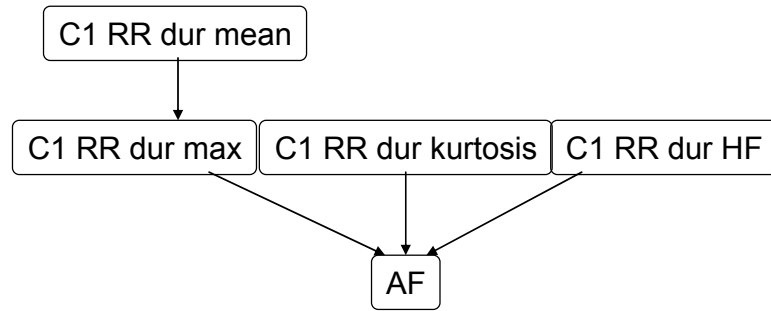 C1 RR dur mean
C1 RR dur max
C1 RR dur kurtosis
C1 RR dur HF
AF